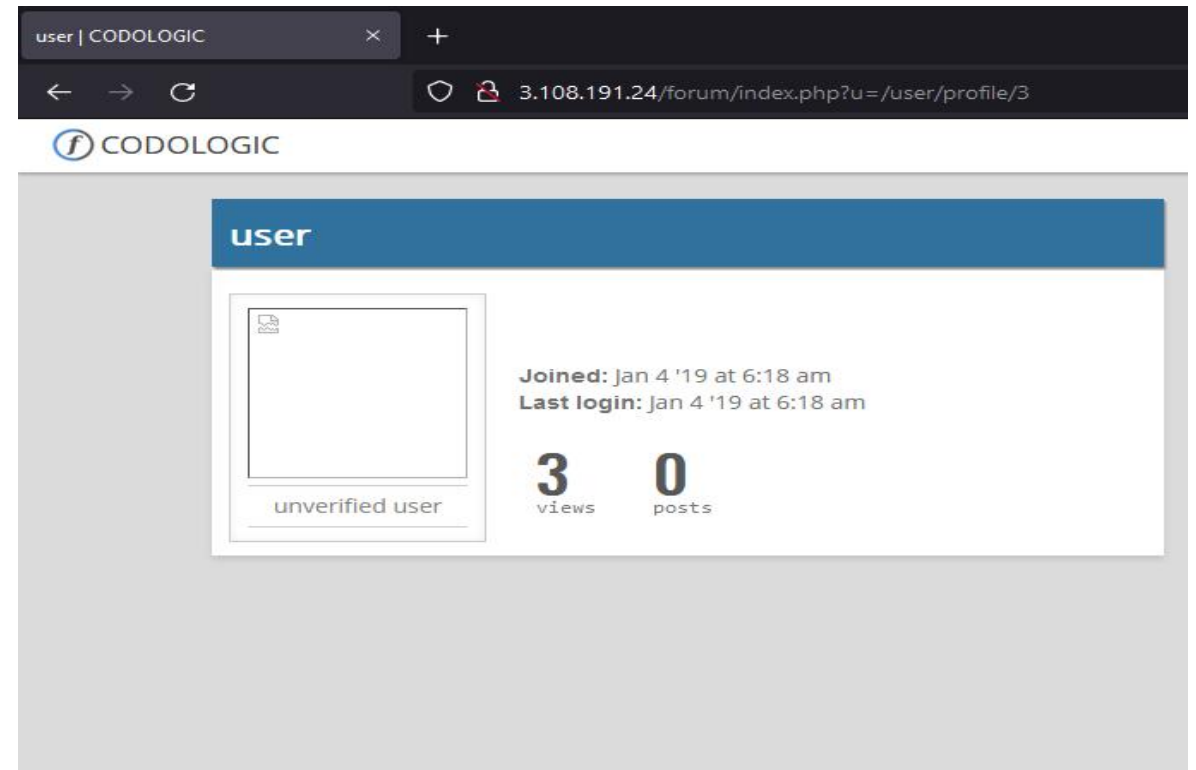 user | CODOLOGIC
3.108.191.24/forum/index.php?u=/user/profile/3
f CODOLOGIC
user
Joined: Jan 4 '19 at 6:18 am
Last login: Jan 4 '19 at 6:18 am
3 0
views posts
unverified user